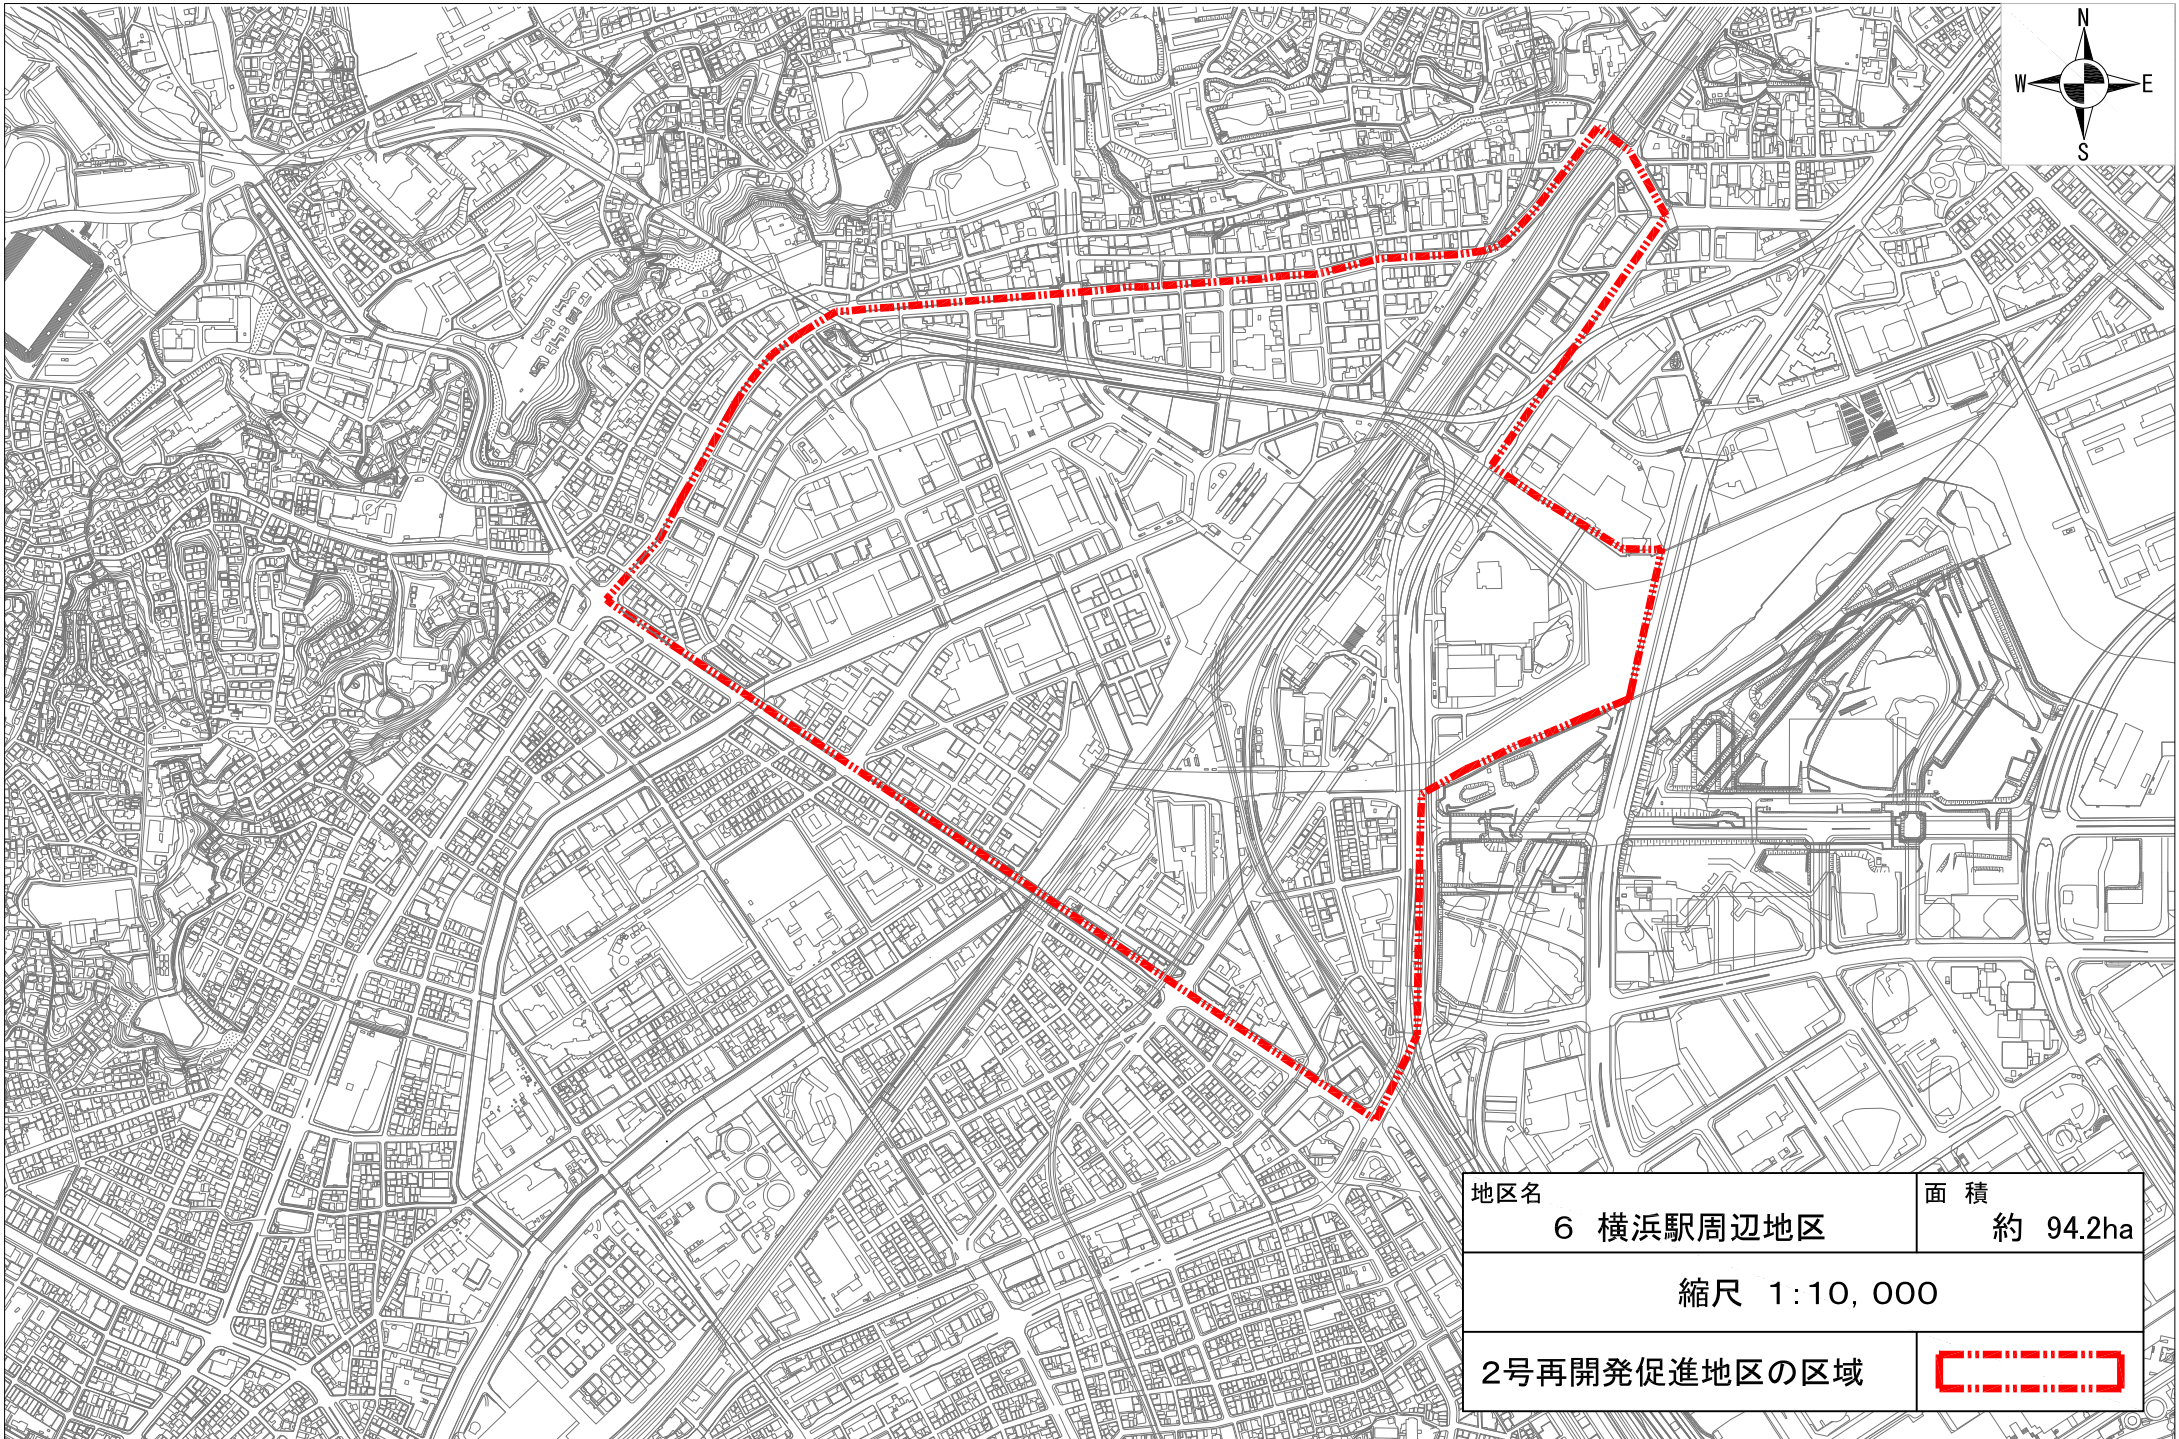 N
W E
S
地区名
6 横浜駅周辺地区
面 積
約 94.2ha
縮尺 1:10,000
2号再開発促進地区の区域